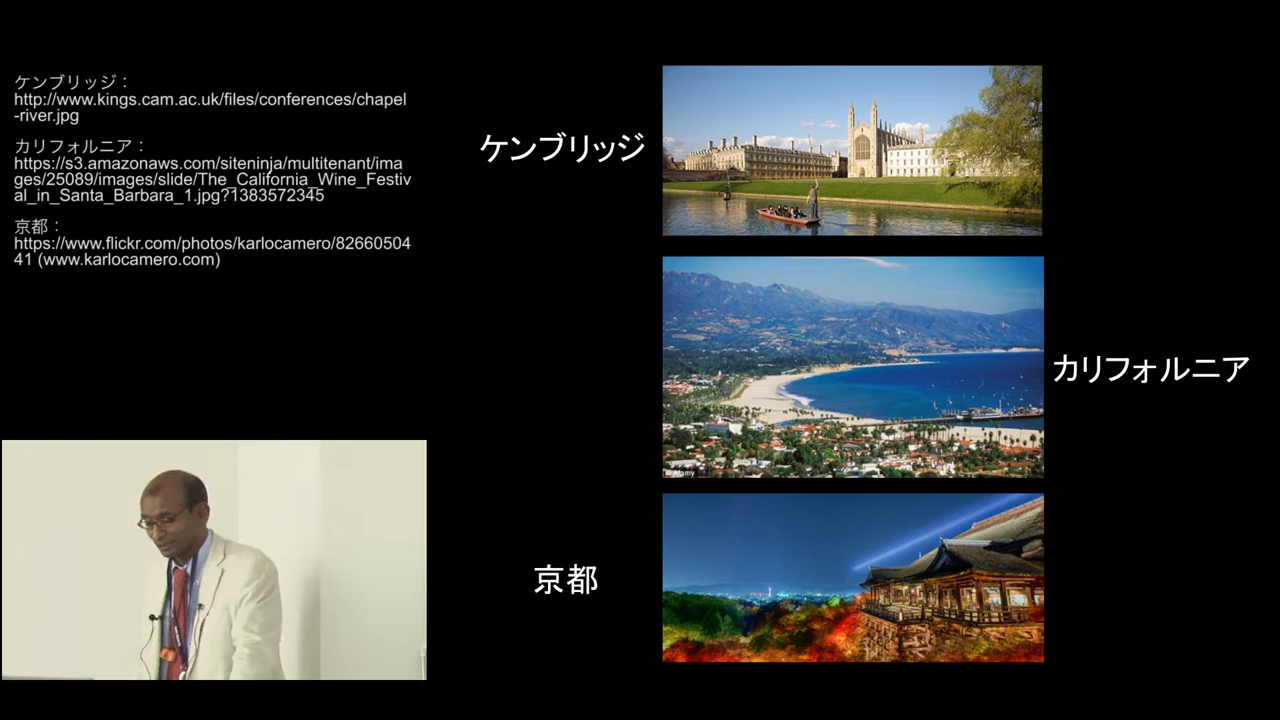 ケンブリッジ：
http://www.kings.cam.ac.uk/files/conferences/chapel
-river.jpg
カリフォルニア：
https://s3.amazonaws.com/siteninja/multitenant/ima
ges/25089/images/slide/The_California_Wine_Festiv
al_in_Santa_Barbara_1.jpg?1383572345
京都：
https://www.flickr.com/photos/karlocamero/82660504
41 (www.karlocamero.com)
ケンブリッジ
カリフォルニア
© Alamy
京都